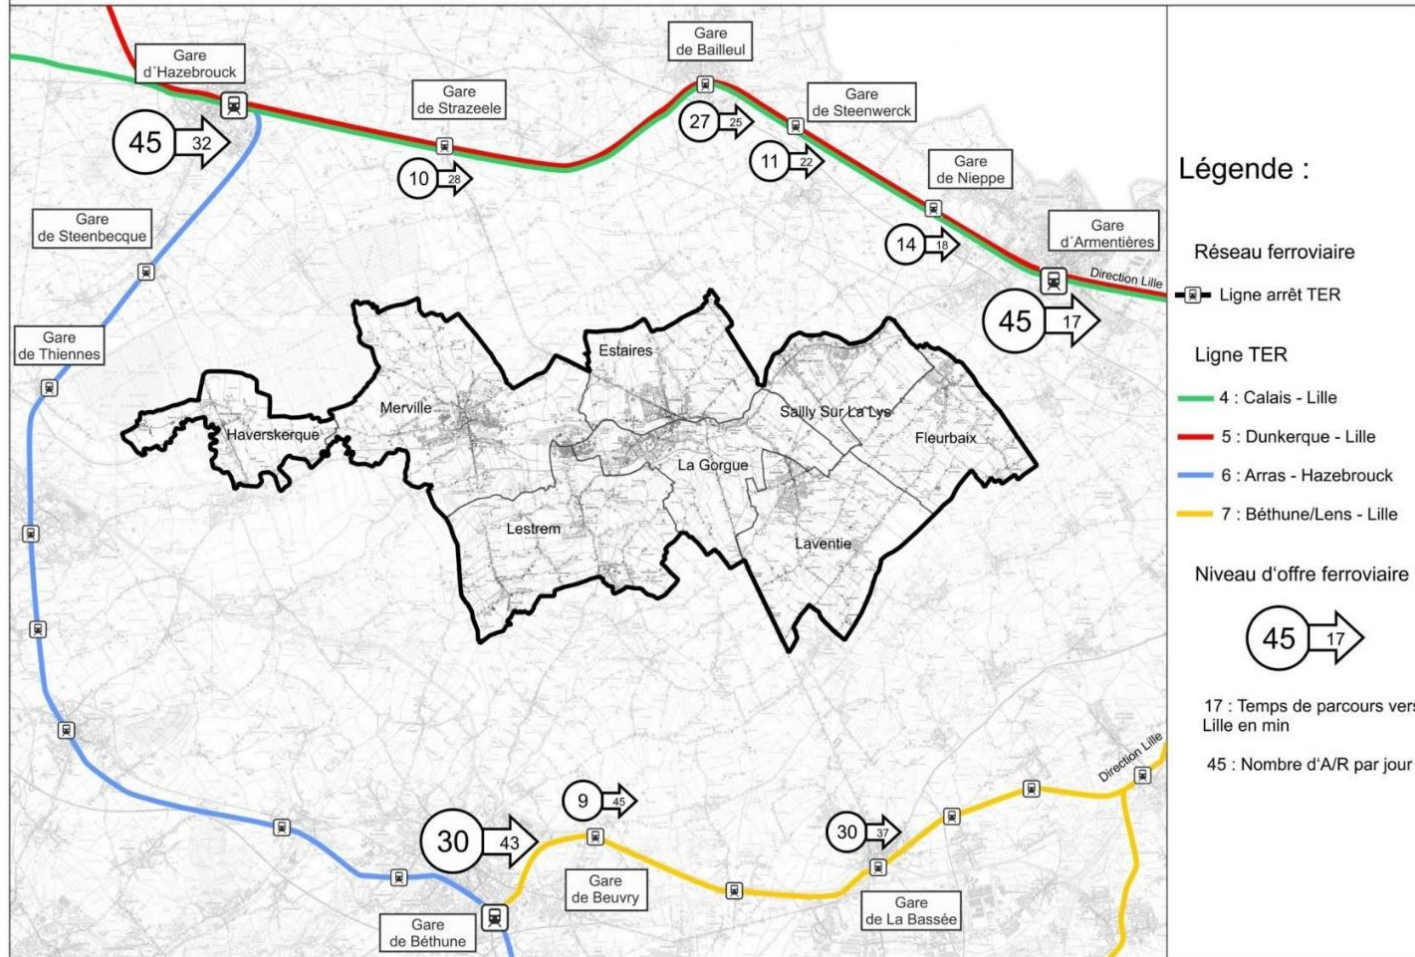 Gare
d'Hazebrouck
45
32
Gare
de Strazeele
10
28
Gare
de Bailleul
27
25
Gare
de Steenwerck
11
22
Gare
de Nieppe
14
18
Gare
d'Armentières
45
17
Direction Lille
Gare
de Steenbecque
Gare
de Thiennes
Haverskerque
Merville
Estaires
Sailly Sur La Lys
Fleurbaix
La Gorgue
Lestrem
Laventie
30
43
9
45
30
37
Direction Lille
Gare
de Béthune
Gare
de Beuvry
Gare
de La Bassée
Légende :
Réseau ferroviaire
Ligne arrêt TER
Ligne TER
4 : Calais - Lille
5 : Dunkerque - Lille
6 : Arras - Hazebrouck
7 : Béthune/Lens - Lille
Niveau d'offre ferroviaire
45
17
17 : Temps de parcours vers
Lille en min
45 : Nombre d'A/R par jour